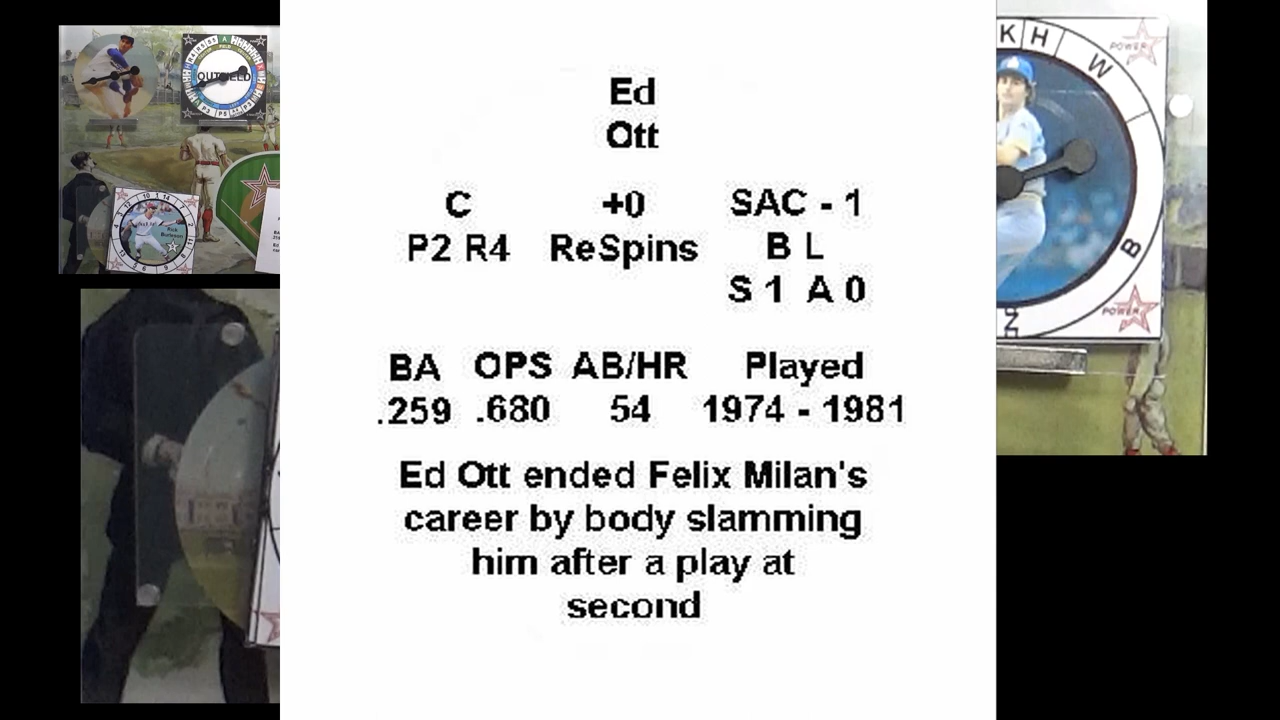 Ed
Ott
C +0 SAC - 1
P2 R4 ReSpins B L
S 1 A 0
BA OPS AB/HR Played
.259 .680 54 1974 - 1981
Ed Ott ended Felix Milan's
career by body slamming
him after a play at
second
OUTFIELD
Rick
K H W
B
POWER
POWER